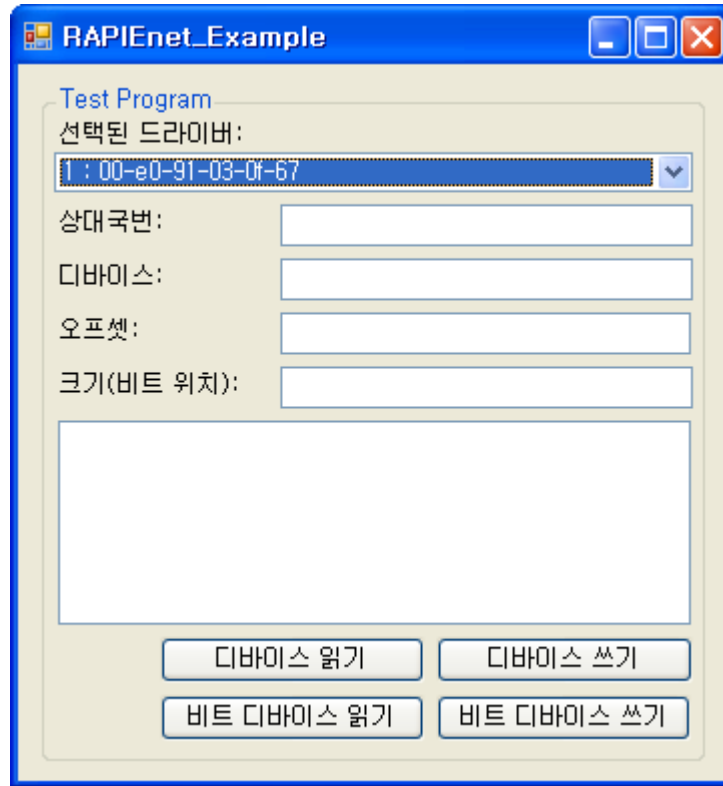 RAPIEnet_Example
Test Program
선택된 드라이버:
1 : 00-e0-91-03-0f-67
상대국번:
디바이스:
오프셋:
크기(비트 위치):
디바이스 읽기 디바이스 쓰기
비트 디바이스 읽기 비트 디바이스 쓰기